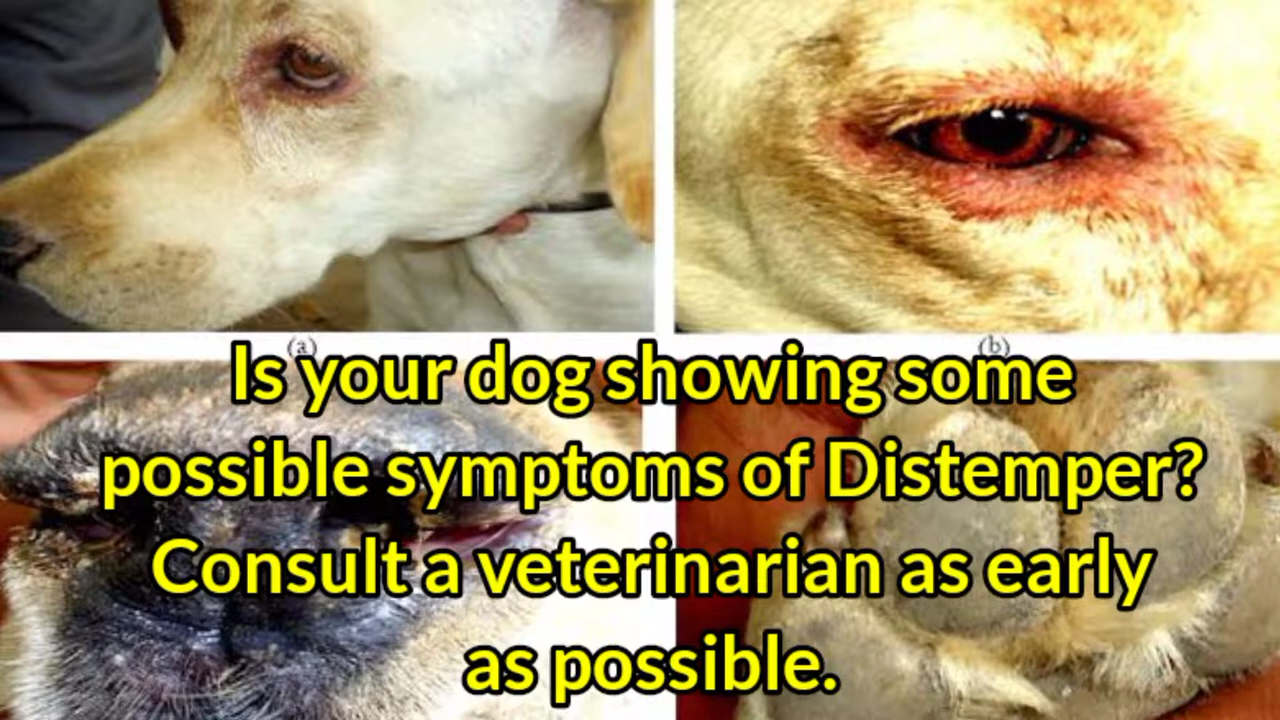 (a) (b)
Is your dog showing some
possible symptoms of Distemper?
Consult a veterinarian as early
as possible.